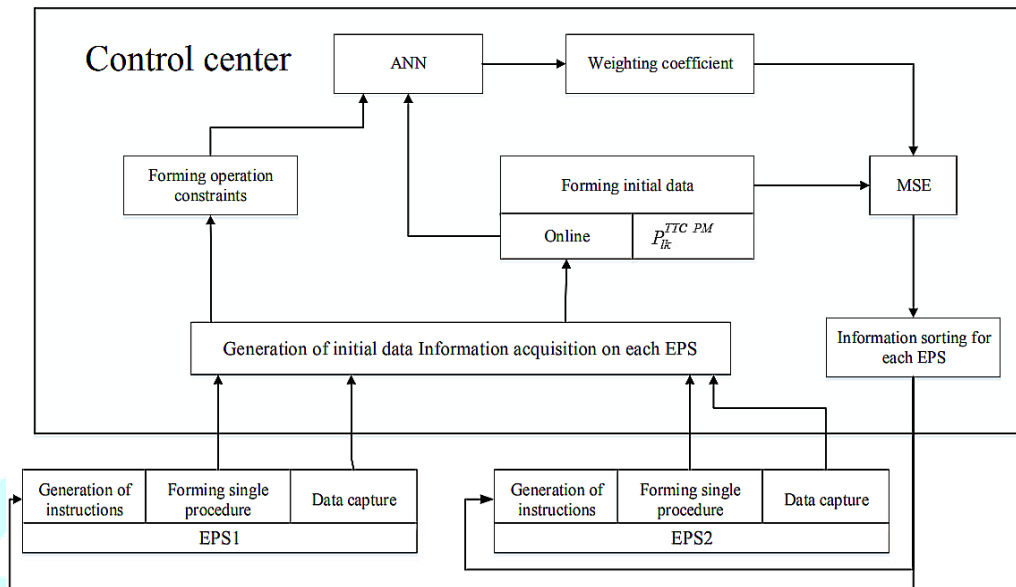 Control center
ANN
Weighting coefficient
Forming operation
constraints
Forming initial data
MSE
Online
P_{lk}^{TTC PM}
Generation of initial data Information acquisition on each EPS
Information sorting for
each EPS
Generation of
instructions
Forming single
procedure
Data capture
EPS1
Generation of
instructions
Forming single
procedure
Data capture
EPS2